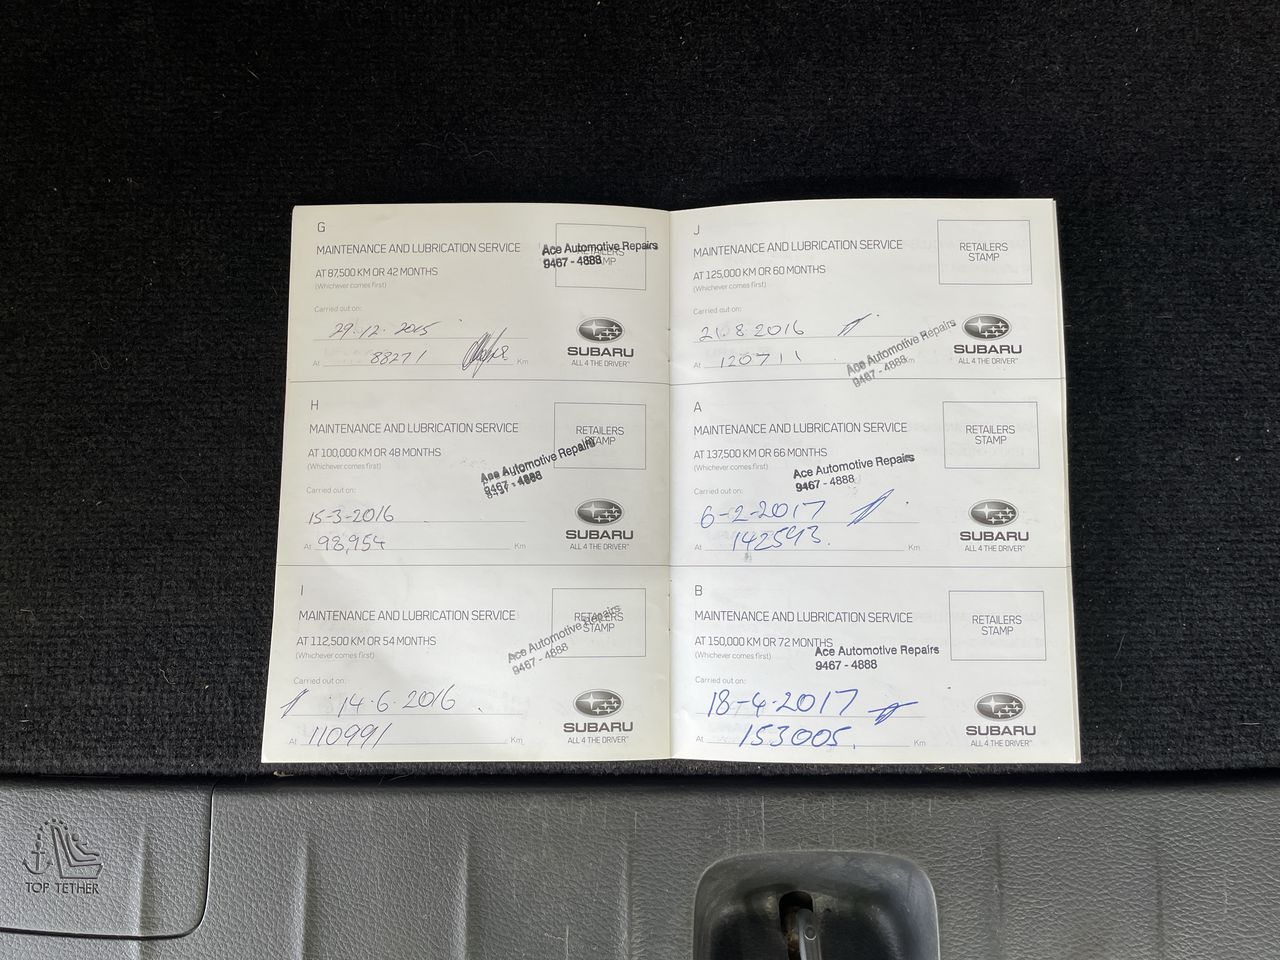 G
MAINTENANCE AND LUBRICATION SERVICE
AT 87,500 KM OR 42 MONTHS
(Whichever comes first)
Ace Automotive Repairs
9467 - 4888
Carried out on:
29.12.2015
At 88271 Km
SUBARU
ALL 4 THE DRIVER
H
MAINTENANCE AND LUBRICATION SERVICE
AT 100,000 KM OR 48 MONTHS
(Whichever comes first)
RETAILERS
STAMP
Ace Automotive Repairs
9467 - 4888
Carried out on:
15-3-2016
At 98,954 Km
SUBARU
ALL 4 THE DRIVER
I
MAINTENANCE AND LUBRICATION SERVICE
AT 112,500 KM OR 54 MONTHS
(Whichever comes first)
RETAILERS
STAMP
Ace Automotive Repairs
9467 - 4888
Carried out on:
14.6.2016
At 110991 Km
SUBARU
ALL 4 THE DRIVER
J
MAINTENANCE AND LUBRICATION SERVICE
AT 125,000 KM OR 60 MONTHS
(Whichever comes first)
RETAILERS
STAMP
Carried out on:
21.8.2016
At 120711
Ace Automotive Repairs
9467 - 4888
SUBARU
ALL 4 THE DRIVER
A
MAINTENANCE AND LUBRICATION SERVICE
AT 137,500 KM OR 66 MONTHS
(Whichever comes first)
RETAILERS
STAMP
Ace Automotive Repairs
9467 - 4888
Carried out on:
6-2-2017
At 142593. Km
SUBARU
ALL 4 THE DRIVER
B
MAINTENANCE AND LUBRICATION SERVICE
AT 150,000 KM OR 72 MONTHS
(Whichever comes first)
RETAILERS
STAMP
Ace Automotive Repairs
9467 - 4888
Carried out on:
18-4-2017
At 153005. Km
SUBARU
ALL 4 THE DRIVER
TOP TETHER